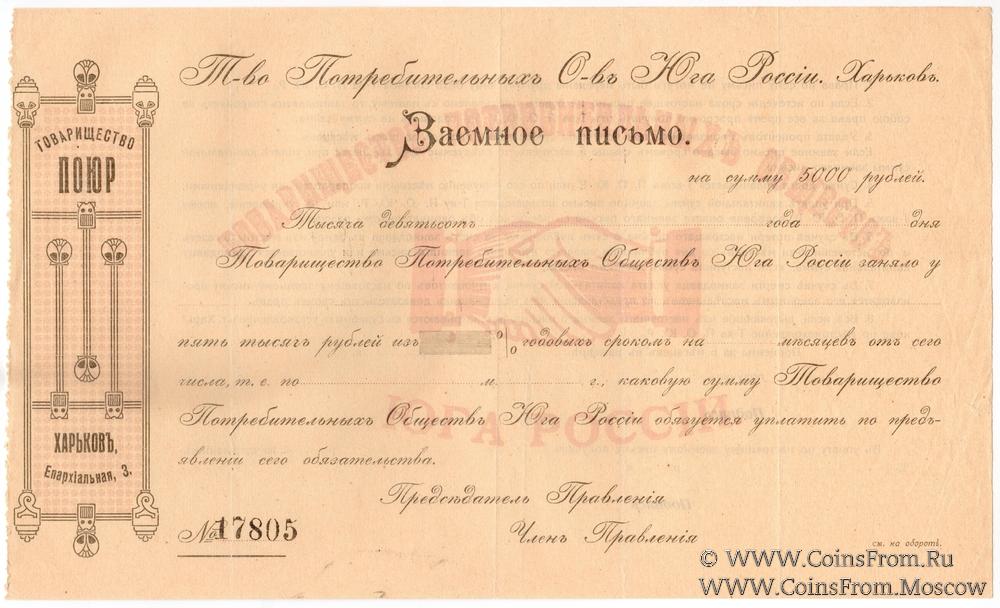 ТОВАРИЩЕСТВО
ПОЮР
ХАРЬКОВЪ,
Епархіальная, 3.
Т-во Потребительныхъ О-въ Юга Россіи. Харьковъ.
Заемное письмо.
на сумму 5000 рублей.
Тысяча девятьсотъ года дня
Товарищество Потребительныхъ Обществъ Юга Россіи заняло у
пять тысячъ рублей изъ % годовыхъ срокомъ на мѣсяцевъ отъ сего
числа, т. е. по м. г., каковую сумму Товарищество
Потребительныхъ Обществъ Юга Россіи обязуется уплатить по предъ-
явленіи сего обязательства.
Предсѣдатель Правленія
Членъ Правленія
№ 17805
см. на оборотѣ.
ЮГА РОССІИ
© WWW.CoinsFrom.Ru
WWW.CoinsFrom.Moscow